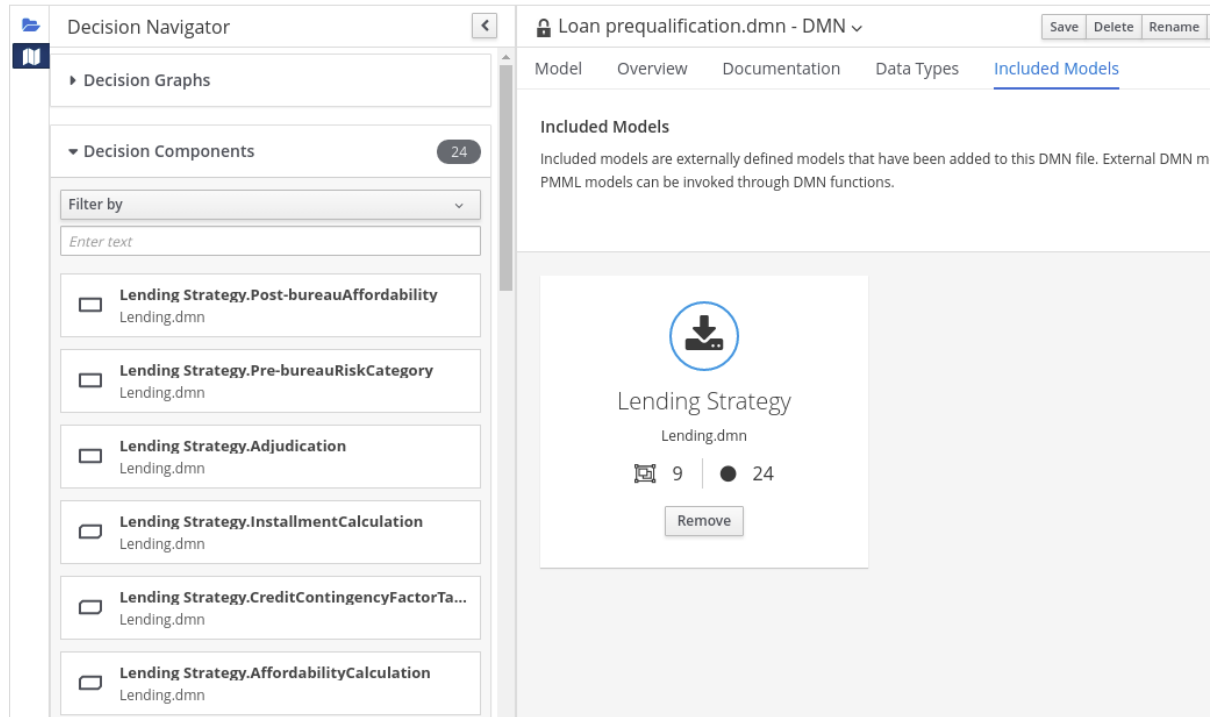 Decision Navigator
Decision Graphs
Decision Components
24
Filter by
Enter text
Lending Strategy.Post-bureauAffordability
Lending.dmn
Lending Strategy.Pre-bureauRiskCategory
Lending.dmn
Lending Strategy.Adjudication
Lending.dmn
Lending Strategy.InstallmentCalculation
Lending.dmn
Lending Strategy.CreditContingencyFactorTa...
Lending.dmn
Lending Strategy.AffordabilityCalculation
Lending.dmn
Loan prequalification.dmn - DMN
Save Delete Rename
Model Overview Documentation Data Types Included Models
Included Models
Included models are externally defined models that have been added to this DMN file. External DMN m
PMML models can be invoked through DMN functions.
Lending Strategy
Lending.dmn
9 24
Remove